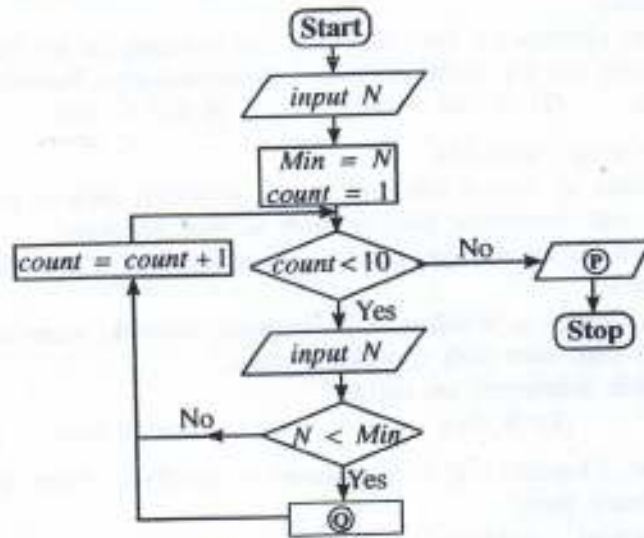 Start
input N
Min = N
count = 1
count = count + 1
count < 10
No
Ⓟ
Yes
Stop
input N
No
N < Min
Yes
Ⓠ